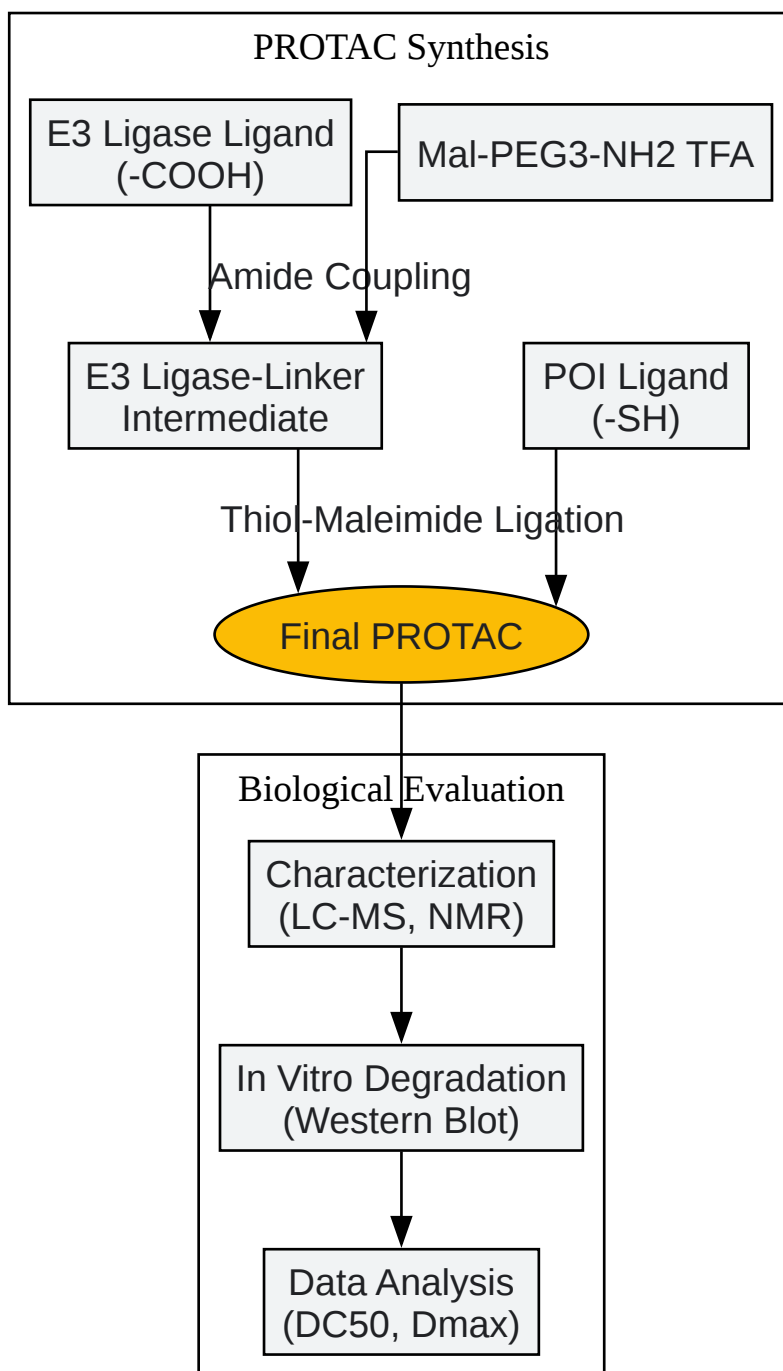 PROTAC Synthesis
E3 Ligase Ligand
(-COOH)
Mal-PEG3-NH2 TFA
Amide Coupling
E3 Ligase-Linker
Intermediate
POI Ligand
(-SH)
Thiol-Maleimide Ligation
Final PROTAC
Biological Evaluation
Characterization
(LC-MS, NMR)
In Vitro Degradation
(Western Blot)
Data Analysis
(DC50, Dmax)